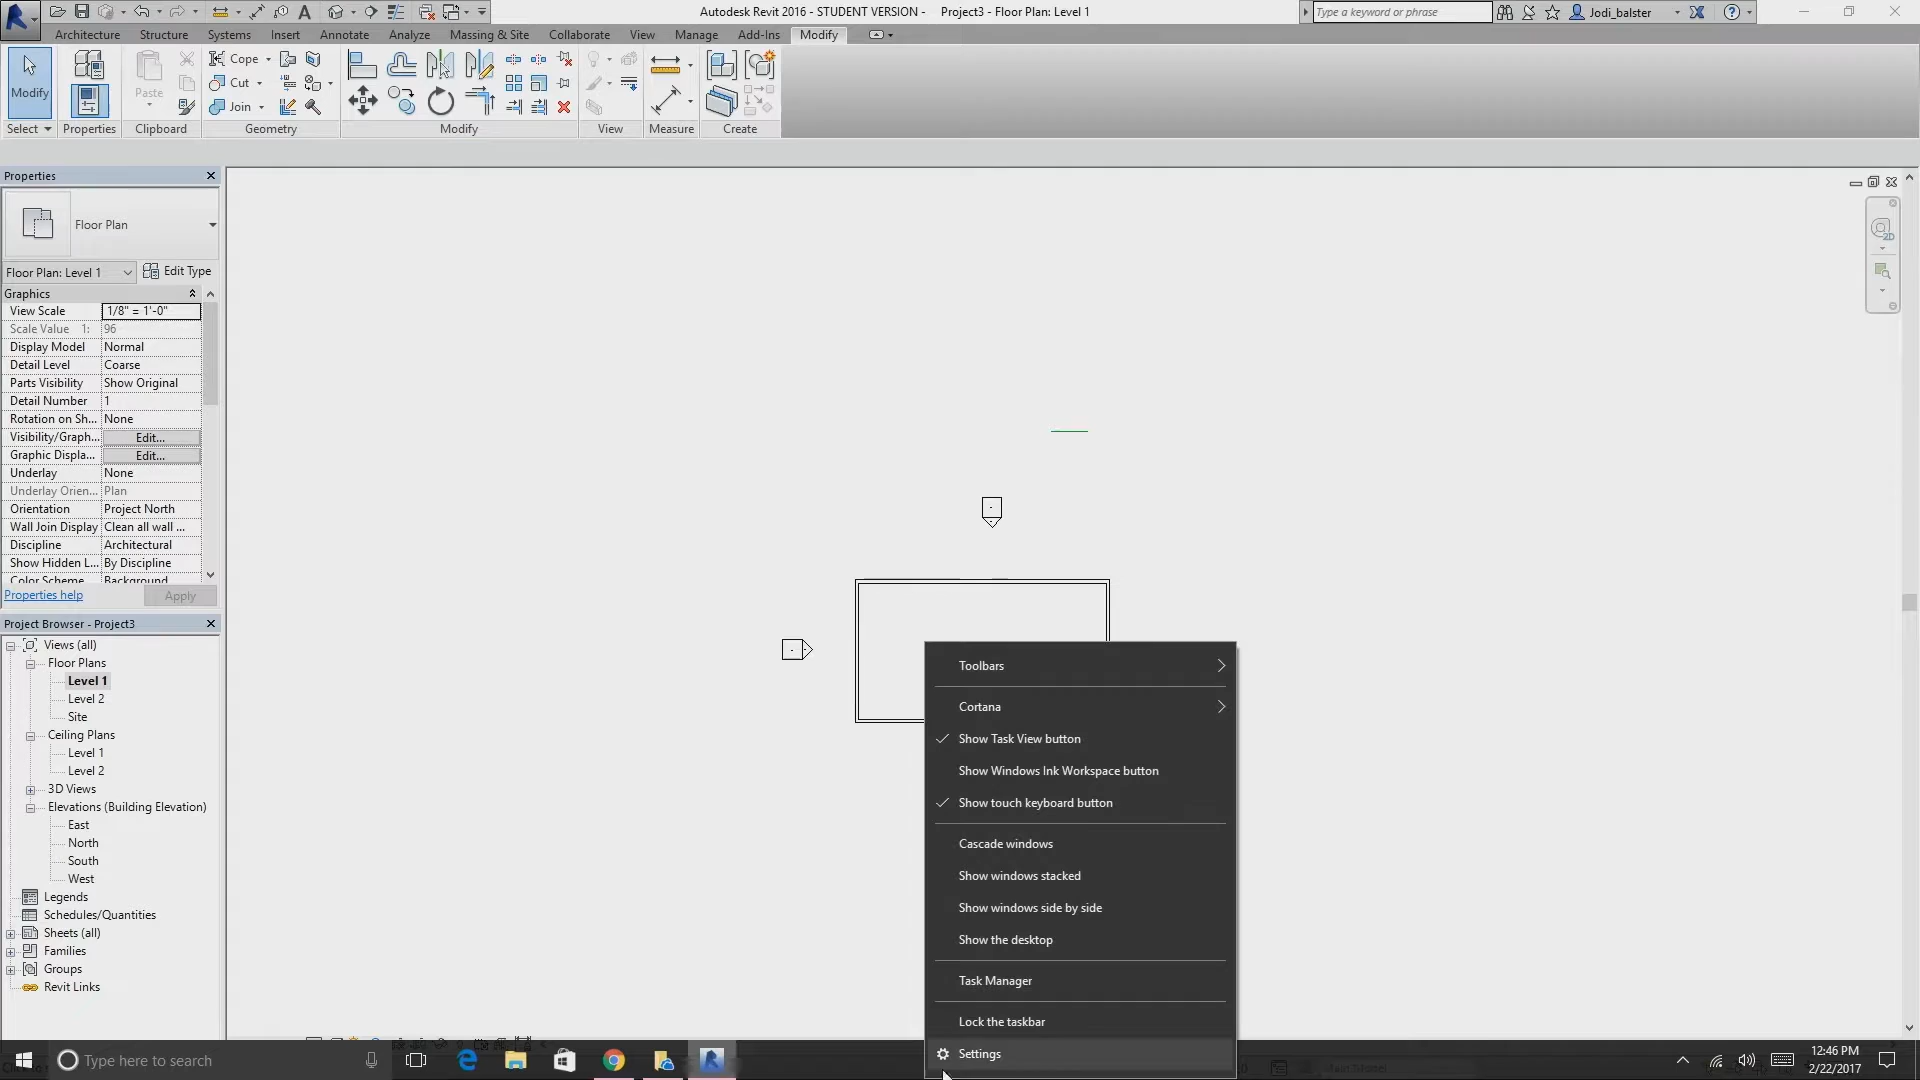 Autodesk Revit 2016 - STUDENT VERSION - Project3 - Floor Plan: Level 1
Type a keyword or phrase
Jodi_balster
Architecture Structure Systems Insert Annotate Analyze Massing & Site Collaborate View Manage Add-Ins Modify
Modify
Paste
Cope
Cut
Join
Select Properties Clipboard Geometry Modify View Measure Create
Properties
Floor Plan
Floor Plan: Level 1 Edit Type
Graphics
View Scale 1/8" = 1'-0"
Scale Value 1: 96
Display Model Normal
Detail Level Coarse
Parts Visibility Show Original
Detail Number 1
Rotation on Sh... None
Visibility/Graph... Edit...
Graphic Displa... Edit...
Underlay None
Underlay Orien... Plan
Orientation Project North
Wall Join Display Clean all wall ...
Discipline Architectural
Show Hidden L... By Discipline
Color Scheme Background
Properties help Apply
Project Browser - Project3
Views (all)
Floor Plans
Level 1
Level 2
Site
Ceiling Plans
Level 1
Level 2
3D Views
Elevations (Building Elevation)
East
North
South
West
Legends
Schedules/Quantities
Sheets (all)
Families
Groups
Revit Links
2D
Toolbars
Cortana
Show Task View button
Show Windows Ink Workspace button
Show touch keyboard button
Cascade windows
Show windows stacked
Show windows side by side
Show the desktop
Task Manager
Lock the taskbar
Settings
Type here to search
12:46 PM
2/22/2017